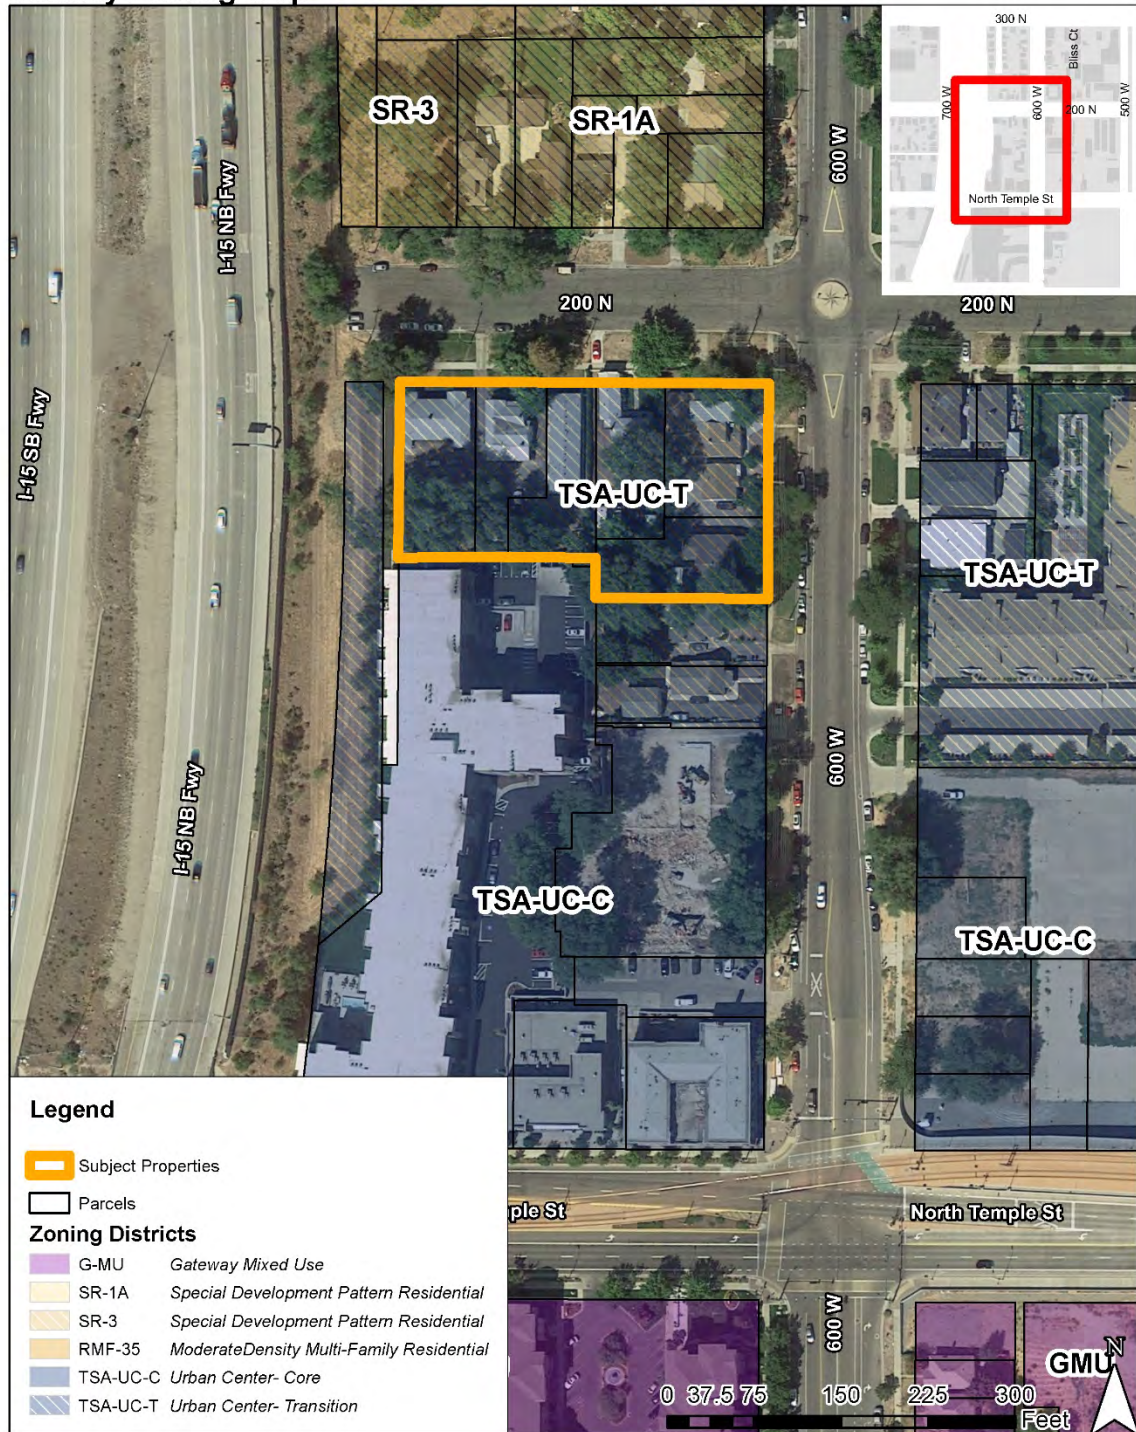 300 N
Bliss Ct
700 W
600 W
200 N
500 W
North Temple St
SR-3
SR-1A
600 W
I-15 NB Fwy
200 N
200 N
I-15 SB Fwy
TSA-UC-T
TSA-UC-T
600 W
I-15 NB Fwy
TSA-UC-C
TSA-UC-C
ple St
North Temple St
600 W
GMU
N
0 37.5 75 150 225 300
Feet
Legend
Subject Properties
Parcels
Zoning Districts
G-MU Gateway Mixed Use
SR-1A Special Development Pattern Residential
SR-3 Special Development Pattern Residential
RMF-35 ModerateDensity Multi-Family Residential
TSA-UC-C Urban Center- Core
TSA-UC-T Urban Center- Transition